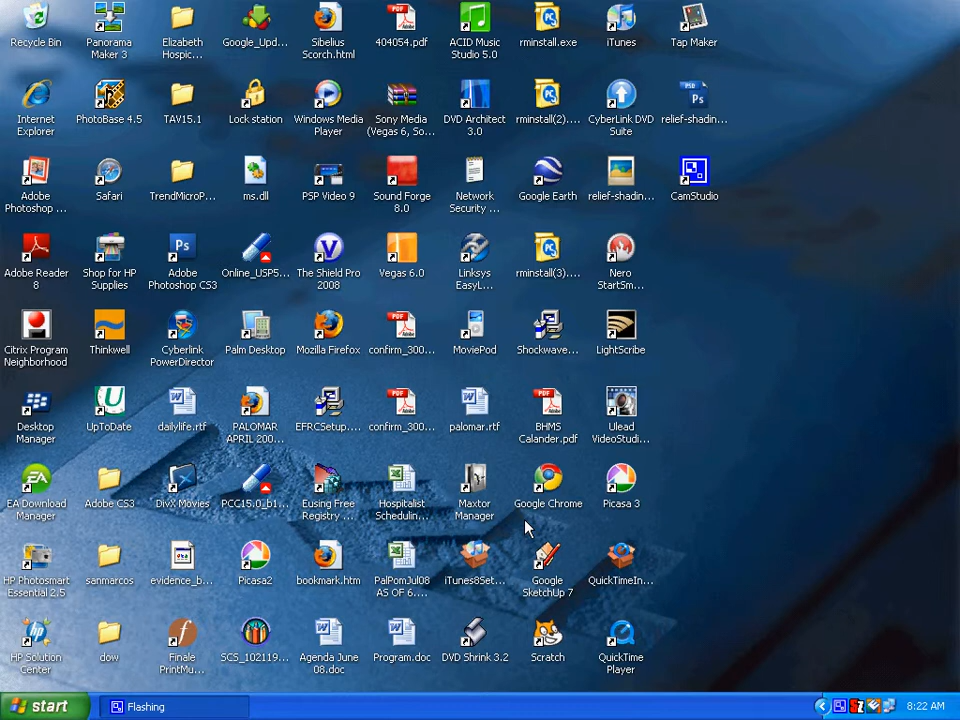 Recycle Bin
Panorama
Maker 3
Elizabeth
Hospic...
Google_Upd...
Sibelius
Scorch.html
404054.pdf
ACID Music
Studio 5.0
rminstall.exe
iTunes
Tap Maker
Internet
Explorer
PhotoBase 4.5
TAV15.1
Lock station
Windows Media
Player
Sony Media
(Vegas 6, So...
DVD Architect
3.0
rminstall(2)....
CyberLink DVD
Suite
relief-shadin...
Adobe
Photoshop ...
Safari
TrendMicroP...
ms.dll
PSP Video 9
Sound Forge
8.0
Network
Security ...
Google Earth
relief-shadin...
CamStudio
Adobe Reader
8
Shop for HP
Supplies
Adobe
Photoshop CS3
Online_USP5...
The Shield Pro
2008
Vegas 6.0
Linksys
EasyL...
rminstall(3)....
Nero
StartSm...
Citrix Program
Neighborhood
Thinkwell
Cyberlink
PowerDirector
Palm Desktop
Mozilla Firefox
confirm_300...
MoviePod
Shockwave...
LightScribe
Desktop
Manager
UpToDate
dailylife.rtf
PALOMAR
APRIL 200...
EFRCSetup....
confirm_300...
palomar.rtf
BHMS
Calander.pdf
Ulead
VideoStudi...
EA Download
Manager
Adobe CS3
DivX Movies
PCC15.0_b1...
Eusing Free
Registry ...
Hospitalist
Schedulin...
Maxtor
Manager
Google Chrome
Picasa 3
HP Photosmart
Essential 2.5
sanmarcos
evidence_b...
Picasa2
bookmark.htm
PalPomJul08
AS OF 6....
iTunes8Set...
Google
SketchUp 7
QuickTimeIn...
HP Solution
Center
dow
Finale
PrintMu...
SCS_102119...
Agenda June
08.doc
Program.doc
DVD Shrink 3.2
Scratch
QuickTime
Player
start
Flashing
8:22 AM